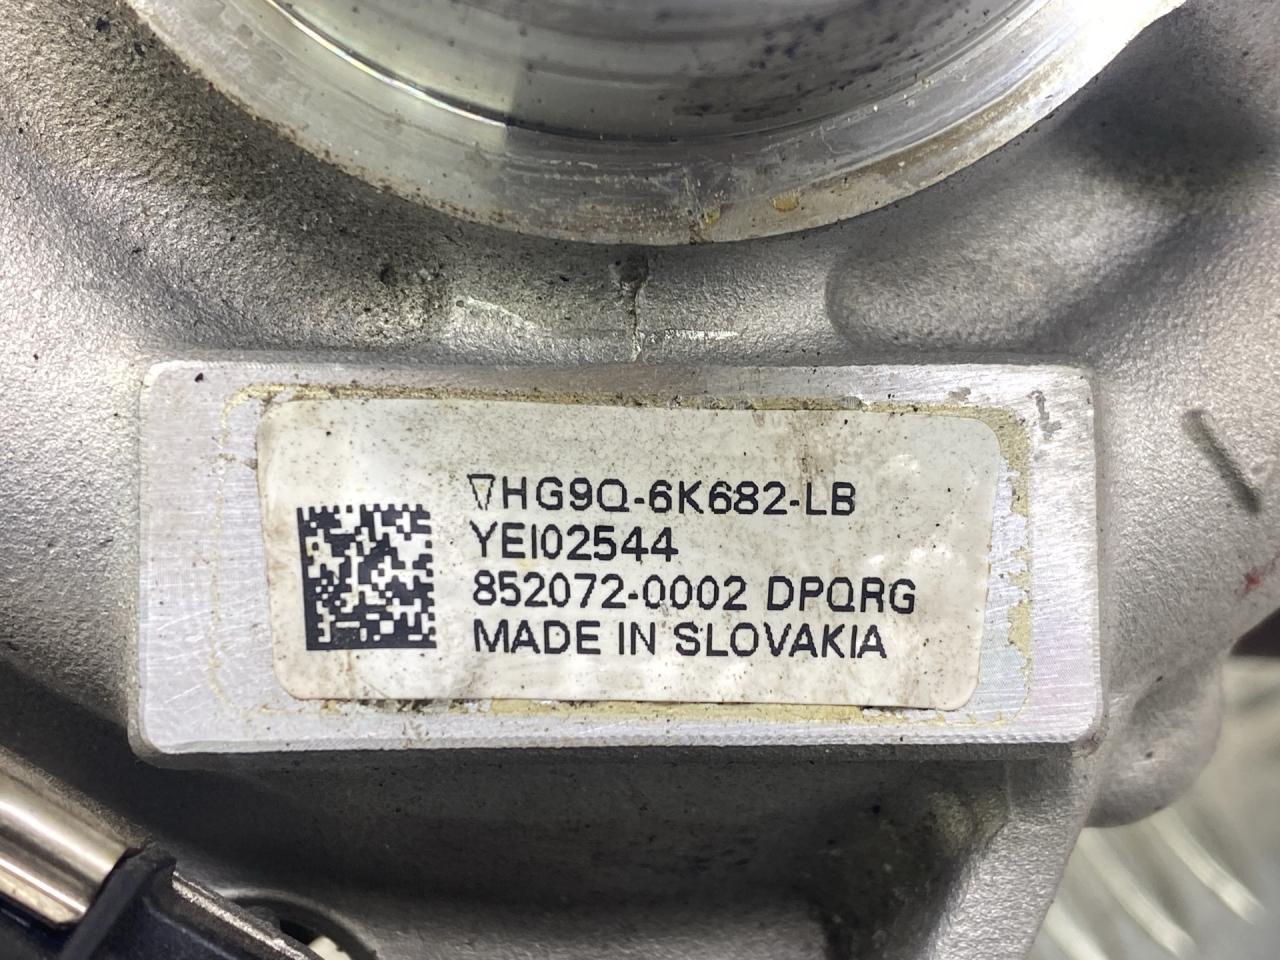 ▽HG9Q-6K682-LB
YEI02544
852072-0002 DPQRG
MADE IN SLOVAKIA